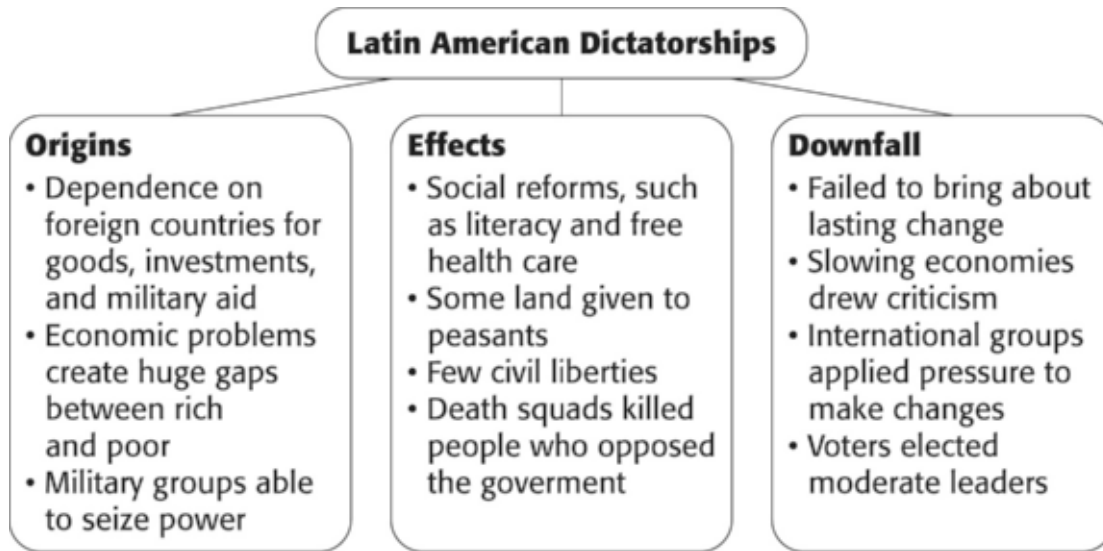 Latin American Dictatorships
Origins
• Dependence on
foreign countries for
goods, investments,
and military aid
• Economic problems
create huge gaps
between rich
and poor
• Military groups able
to seize power
Effects
• Social reforms, such
as literacy and free
health care
• Some land given to
peasants
• Few civil liberties
• Death squads killed
people who opposed
the goverment
Downfall
• Failed to bring about
lasting change
• Slowing economies
drew criticism
• International groups
applied pressure to
make changes
• Voters elected
moderate leaders